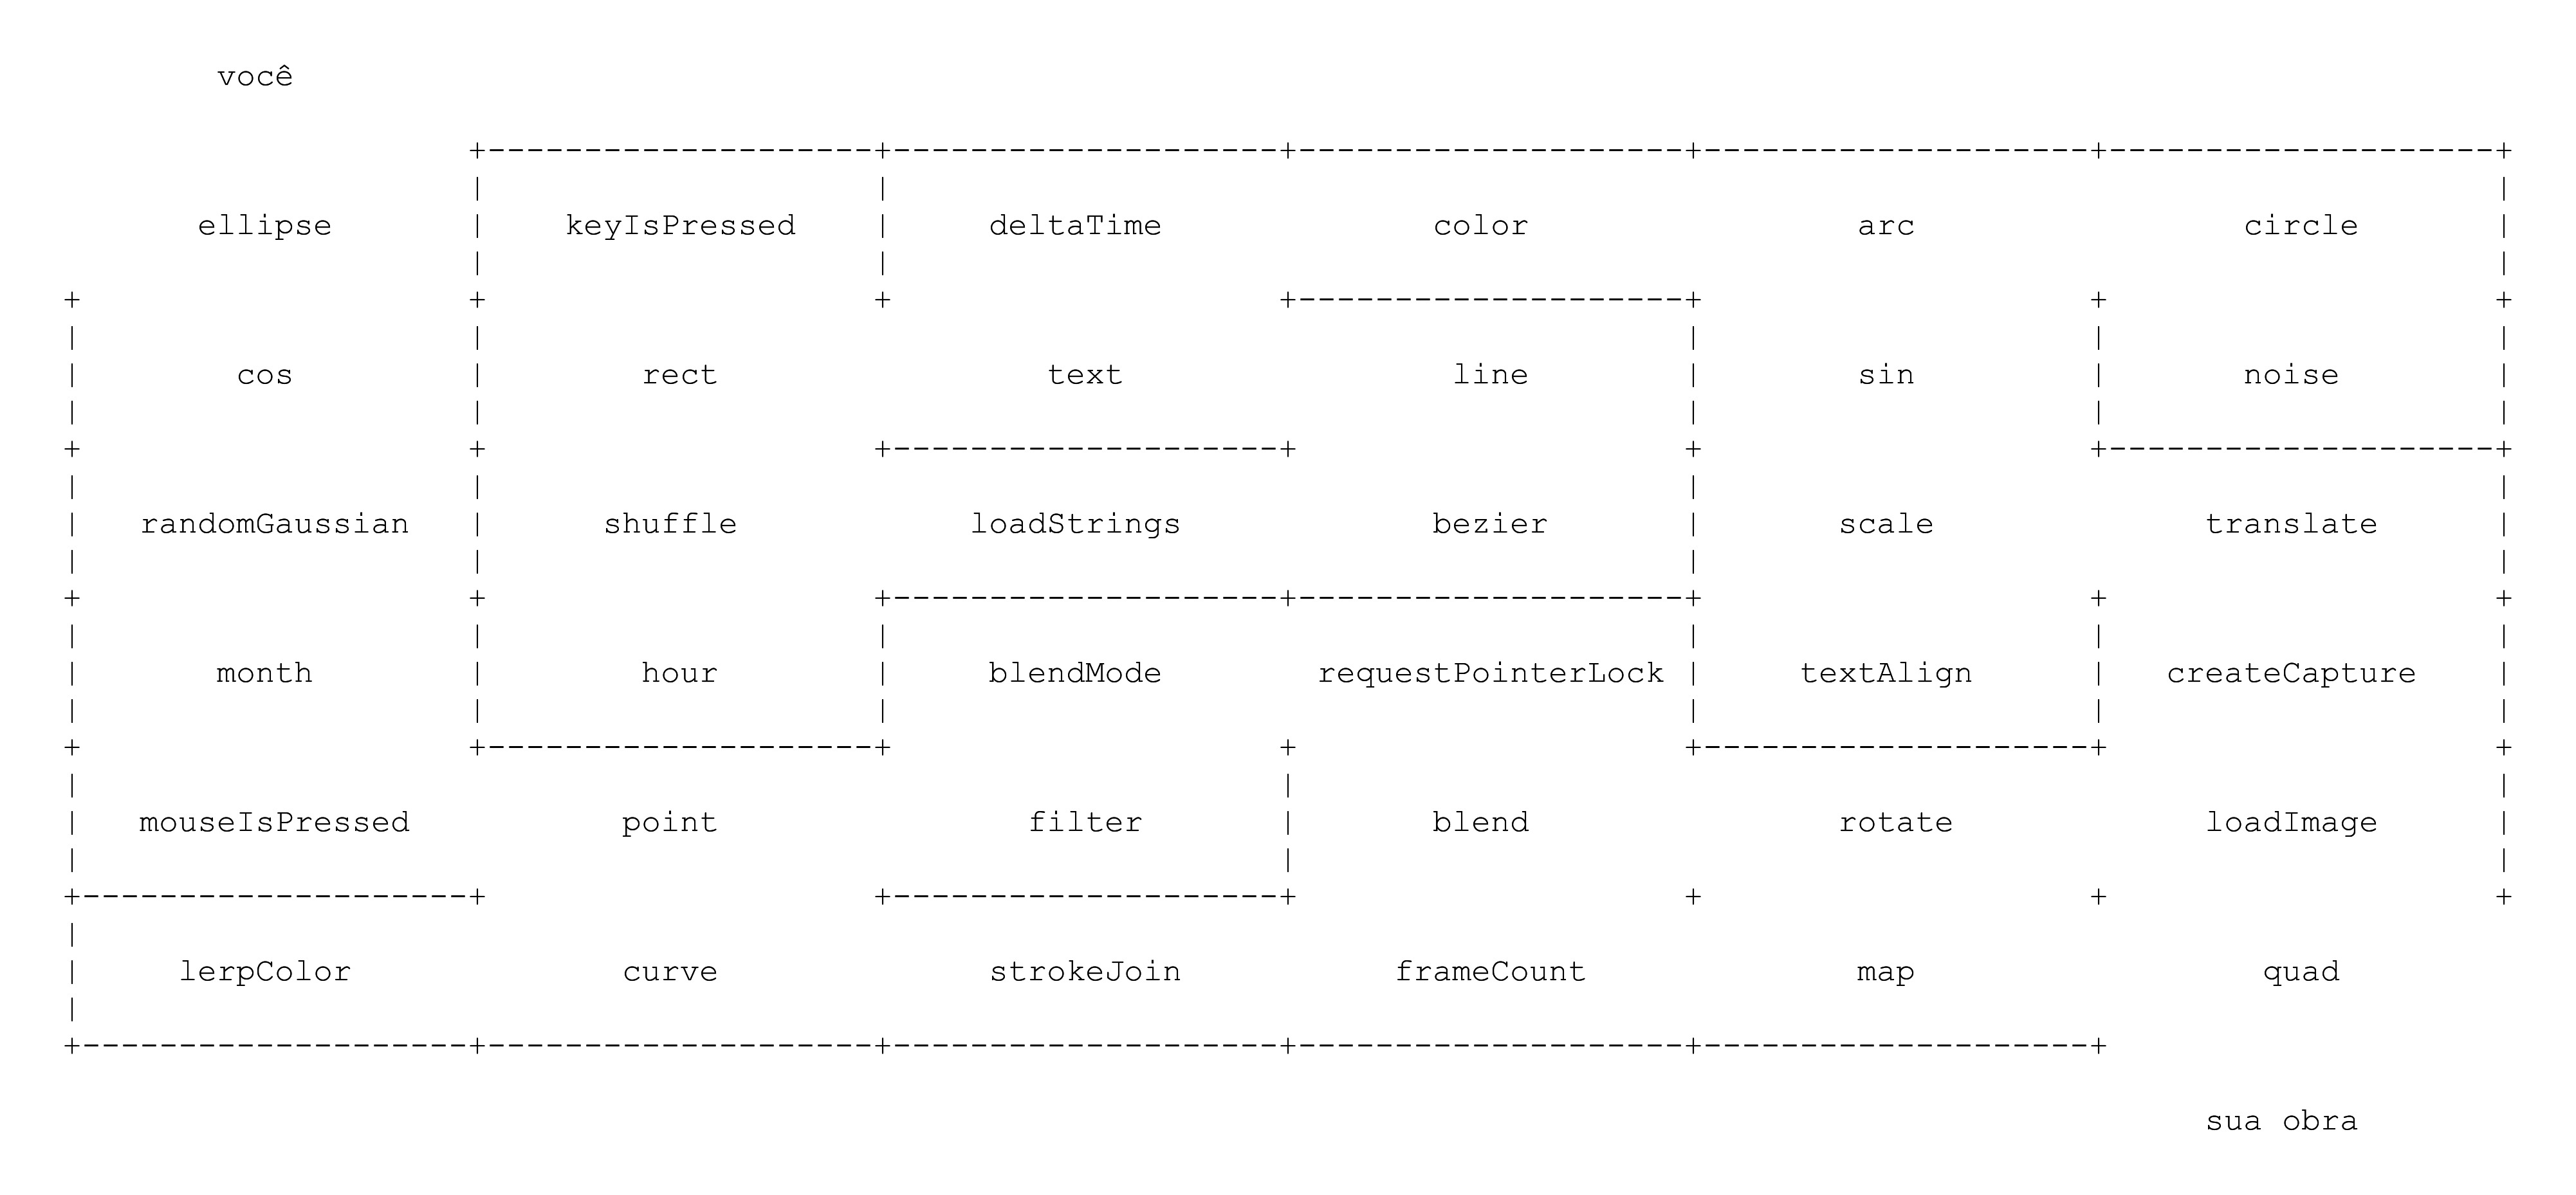 você
ellipse keyIsPressed deltaTime color arc circle
cos rect text line sin noise
randomGaussian shuffle loadStrings bezier scale translate
month hour blendMode requestPointerLock textAlign createCapture
mouseIsPressed point filter blend rotate loadImage
lerpColor curve strokeJoin frameCount map quad
sua obra